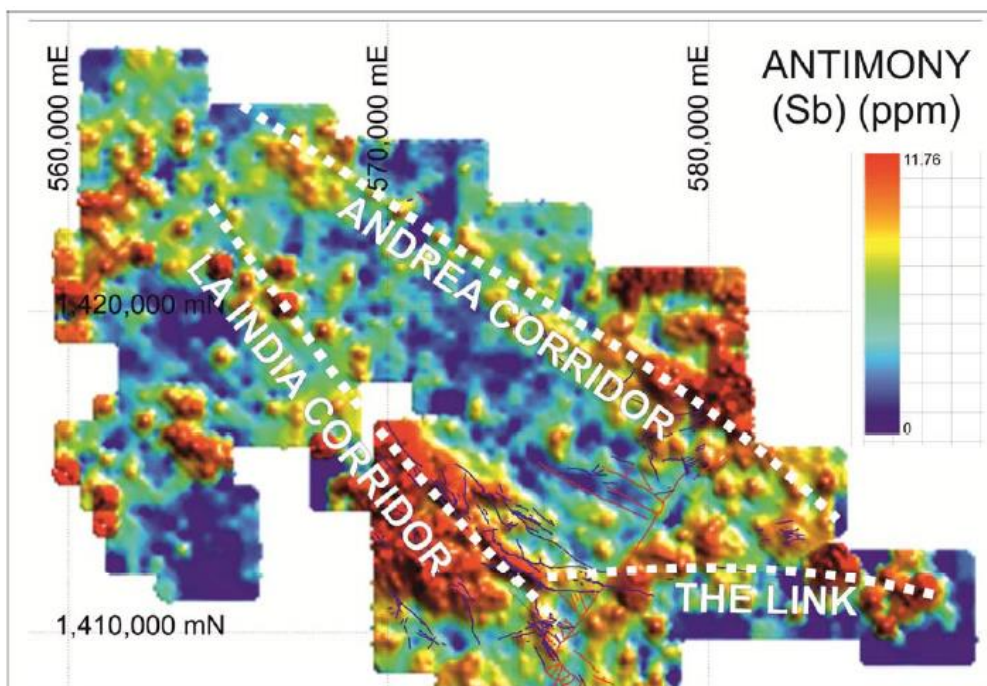 560,000 mE
570,000 mE
580,000 mE
ANTIMONY
(Sb) (ppm)
11.76
0
ANDREA CORRIDOR
LA INDIA CORRIDOR
1,420,000 mN
THE LINK
1,410,000 mN